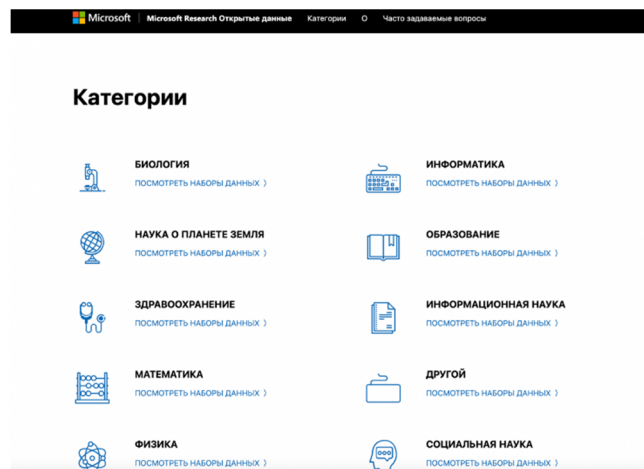 Microsoft | Microsoft Research Открытые данные Категории О Часто задаваемые вопросы
Категории
БИОЛОГИЯ
ПОСМОТРЕТЬ НАБОРЫ ДАННЫХ
ИНФОРМАТИКА
ПОСМОТРЕТЬ НАБОРЫ ДАННЫХ
НАУКА О ПЛАНЕТЕ ЗЕМЛЯ
ПОСМОТРЕТЬ НАБОРЫ ДАННЫХ
ОБРАЗОВАНИЕ
ПОСМОТРЕТЬ НАБОРЫ ДАННЫХ
ЗДРАВООХРАНЕНИЕ
ПОСМОТРЕТЬ НАБОРЫ ДАННЫХ
ИНФОРМАЦИОННАЯ НАУКА
ПОСМОТРЕТЬ НАБОРЫ ДАННЫХ
МАТЕМАТИКА
ПОСМОТРЕТЬ НАБОРЫ ДАННЫХ
ДРУГОЙ
ПОСМОТРЕТЬ НАБОРЫ ДАННЫХ
ФИЗИКА
ПОСМОТРЕТЬ НАБОРЫ ДАННЫХ
СОЦИАЛЬНАЯ НАУКА
ПОСМОТРЕТЬ НАБОРЫ ДАННЫХ